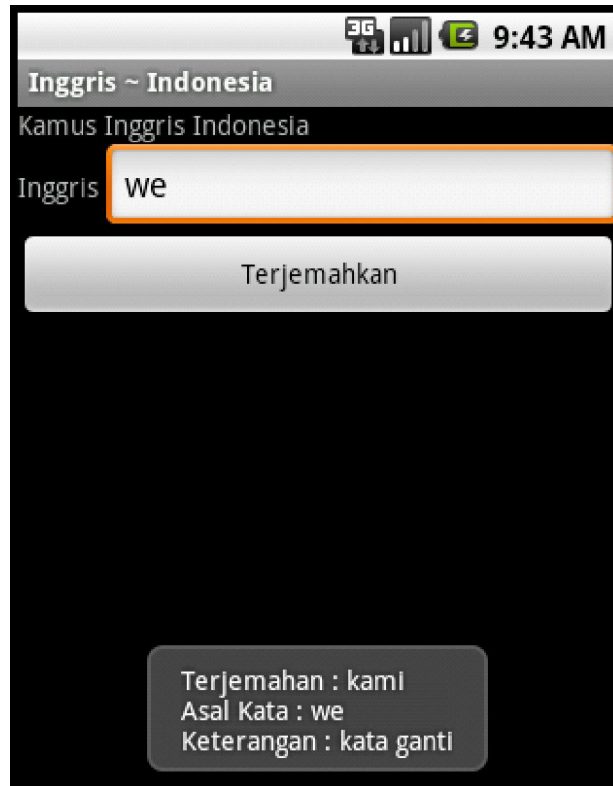 3G 9:43 AM
Inggris ~ Indonesia
Kamus Inggris Indonesia
Inggris we
Terjemahkan
Terjemahan : kami
Asal Kata : we
Keterangan : kata ganti